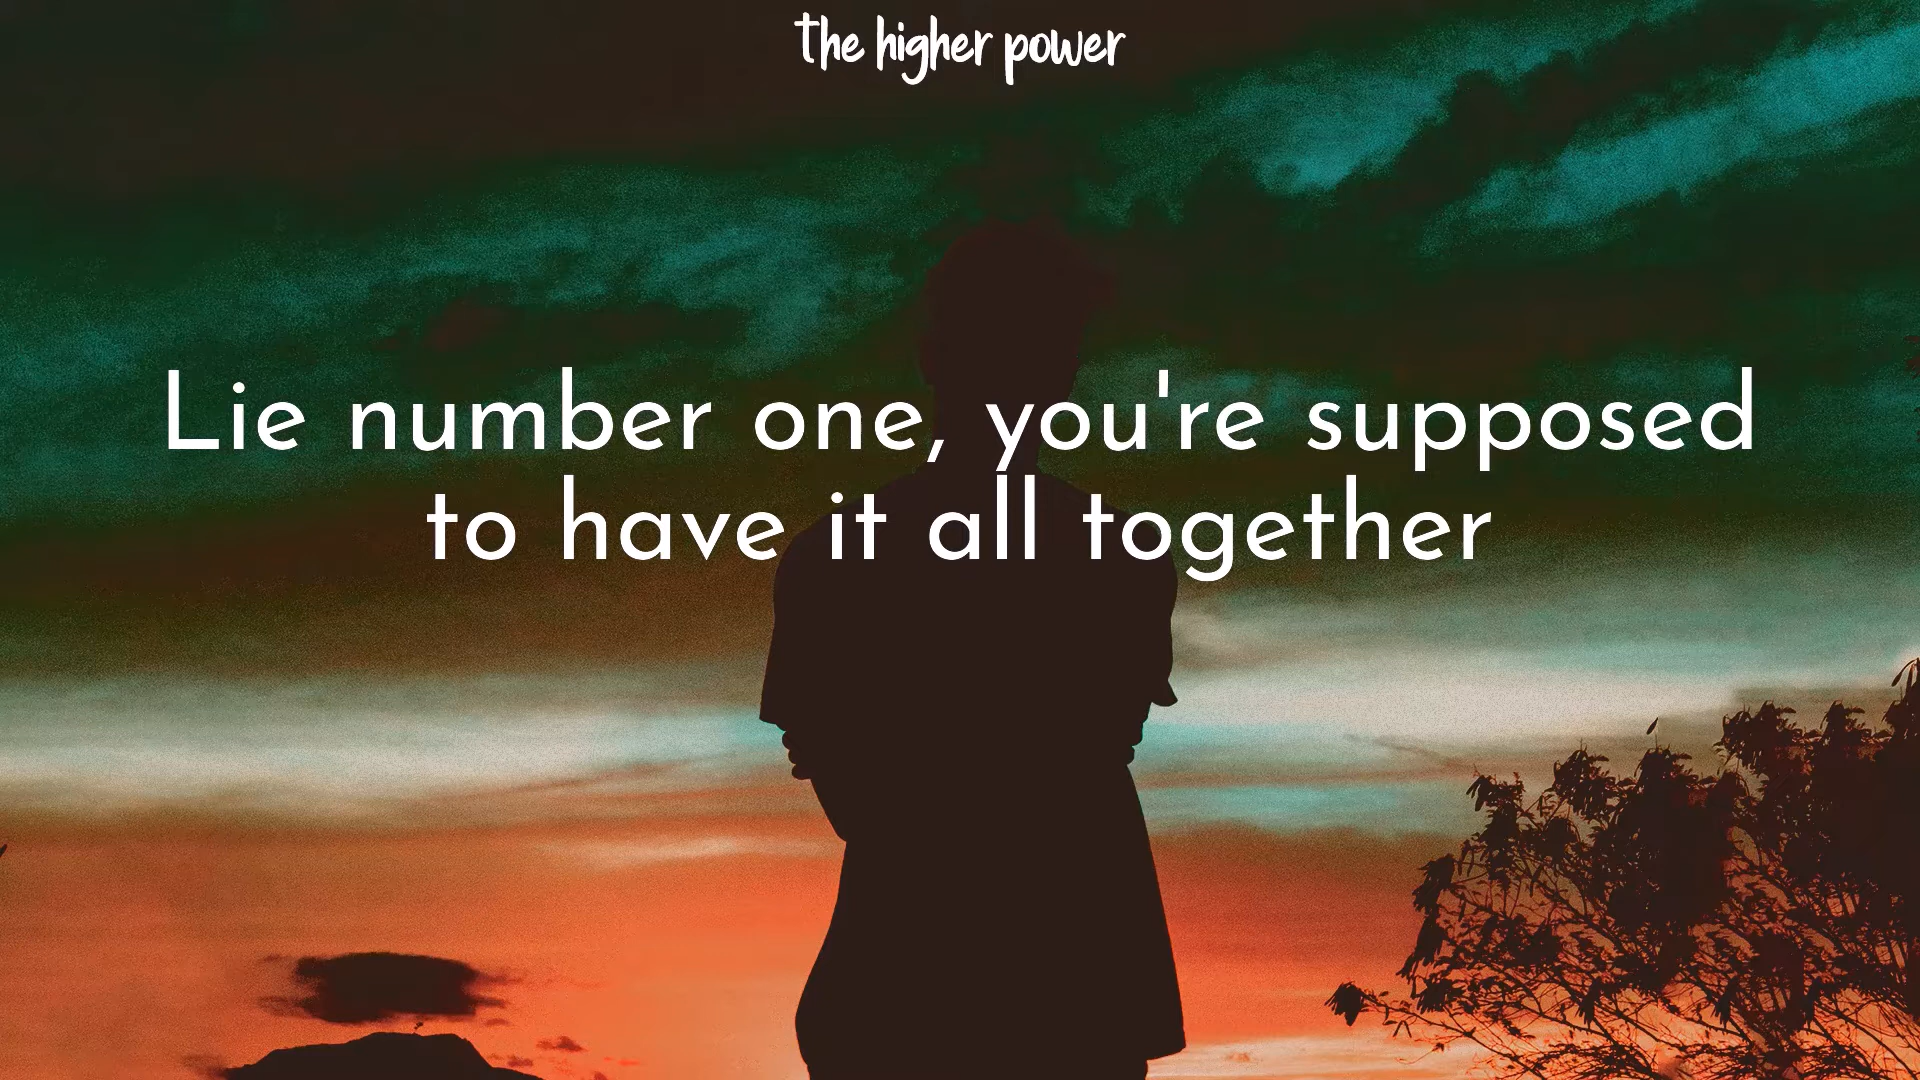 the higher power
Lie number one, you're supposed
to have it all together